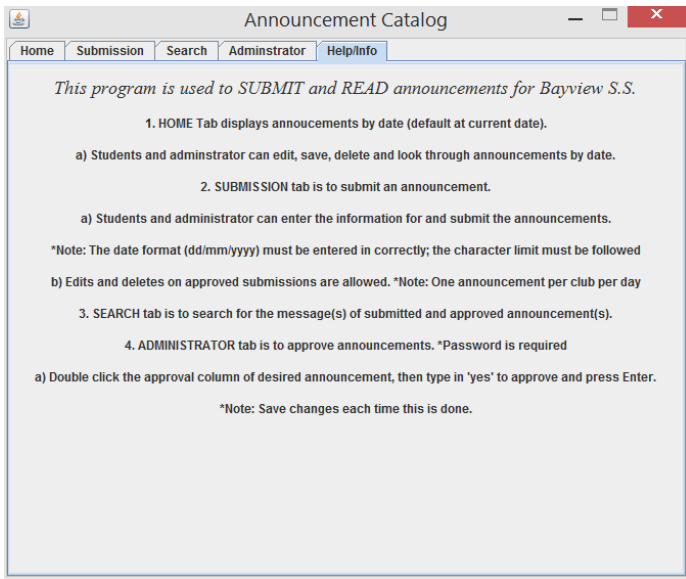 Announcement Catalog
Home Submission Search Adminstrator Help/Info
This program is used to SUBMIT and READ announcements for Bayview S.S.
1. HOME Tab displays annoucements by date (default at current date).
a) Students and adminstrator can edit, save, delete and look through announcements by date.
2. SUBMISSION tab is to submit an announcement.
a) Students and administrator can enter the information for and submit the announcements.
*Note: The date format (dd/mm/yyyy) must be entered in correctly; the character limit must be followed
b) Edits and deletes on approved submissions are allowed. *Note: One announcement per club per day
3. SEARCH tab is to search for the message(s) of submitted and approved announcement(s).
4. ADMINISTRATOR tab is to approve announcements. *Password is required
a) Double click the approval column of desired announcement, then type in 'yes' to approve and press Enter.
*Note: Save changes each time this is done.